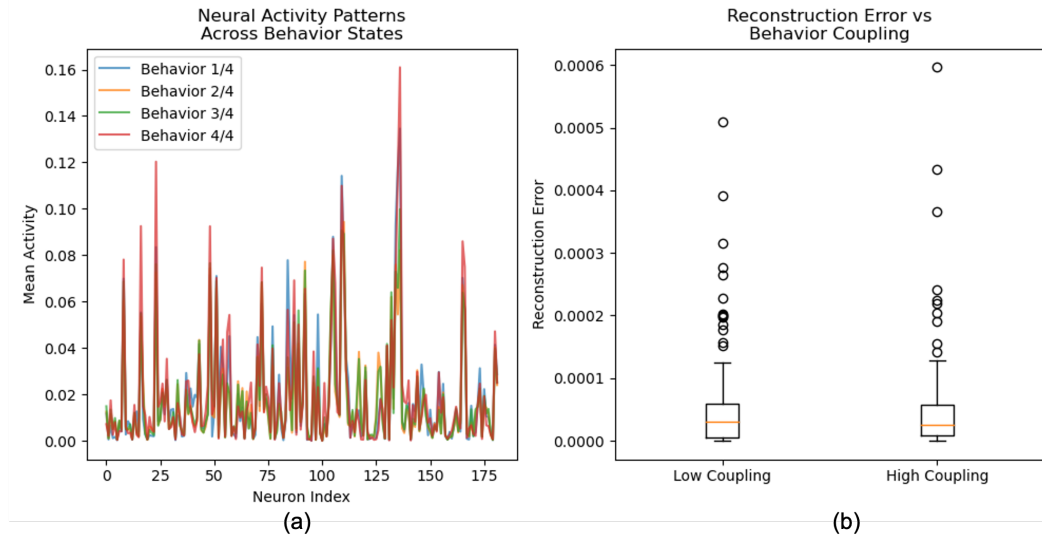 Neural Activity Patterns
Across Behavior States
Behavior 1/4
Behavior 2/4
Behavior 3/4
Behavior 4/4
Mean Activity
0.16
0.14
0.12
0.10
0.08
0.06
0.04
0.02
0.00
0 25 50 75 100 125 150 175
Neuron Index
(a)
Reconstruction Error vs
Behavior Coupling
Reconstruction Error
0.0006
0.0005
0.0004
0.0003
0.0002
0.0001
0.0000
Low Coupling High Coupling
(b)